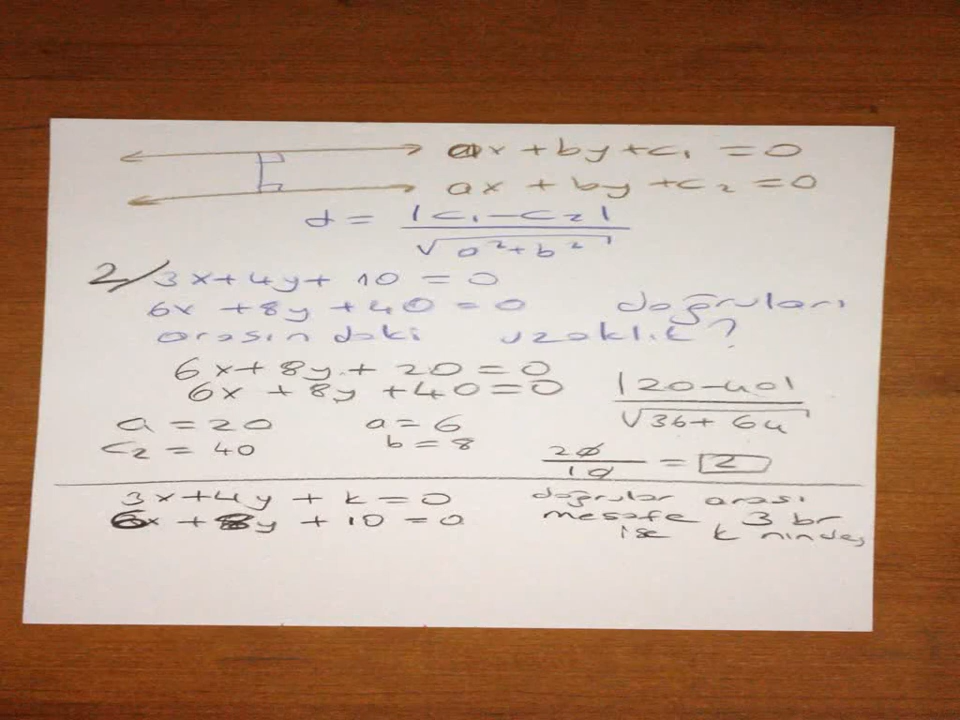 ax + by + c₁ = 0
ax + by + c₂ = 0
d = |c₁ - c₂| / √a² + b²
2/ 3x + 4y + 10 = 0
6x + 8y + 40 = 0 doğruları
arasındaki uzaklık?
6x + 8y + 20 = 0
6x + 8y + 40 = 0
|20 - 40| / √36 + 64
a = 20 a = 6
c₂ = 40 b = 8
20 / 10 = 2
3x + 4y + k = 0 doğrular arası
6x + 8y + 10 = 0 mesafe 3 br
ise k nin